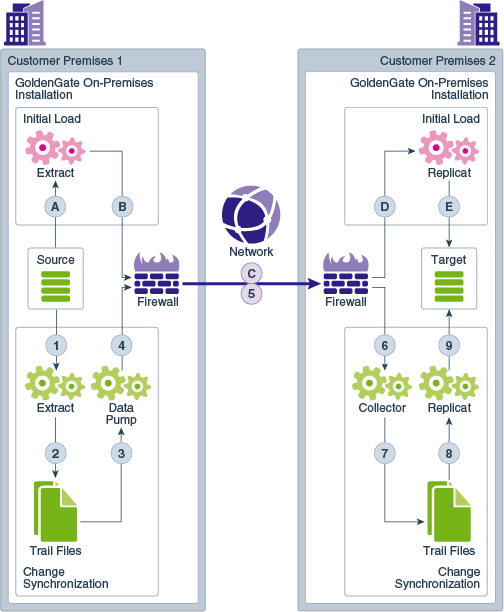 Customer Premises 1
GoldenGate On-Premises
Installation
Initial Load
Extract
A
B
Source
Firewall
1
4
Extract
Data
Pump
2
3
Trail Files
Change
Synchronization
Network
C
5
Customer Premises 2
GoldenGate On-Premises
Installation
Initial Load
Replicat
D
E
Firewall
Target
6
9
Collector
Replicat
7
8
Trail Files
Change
Synchronization